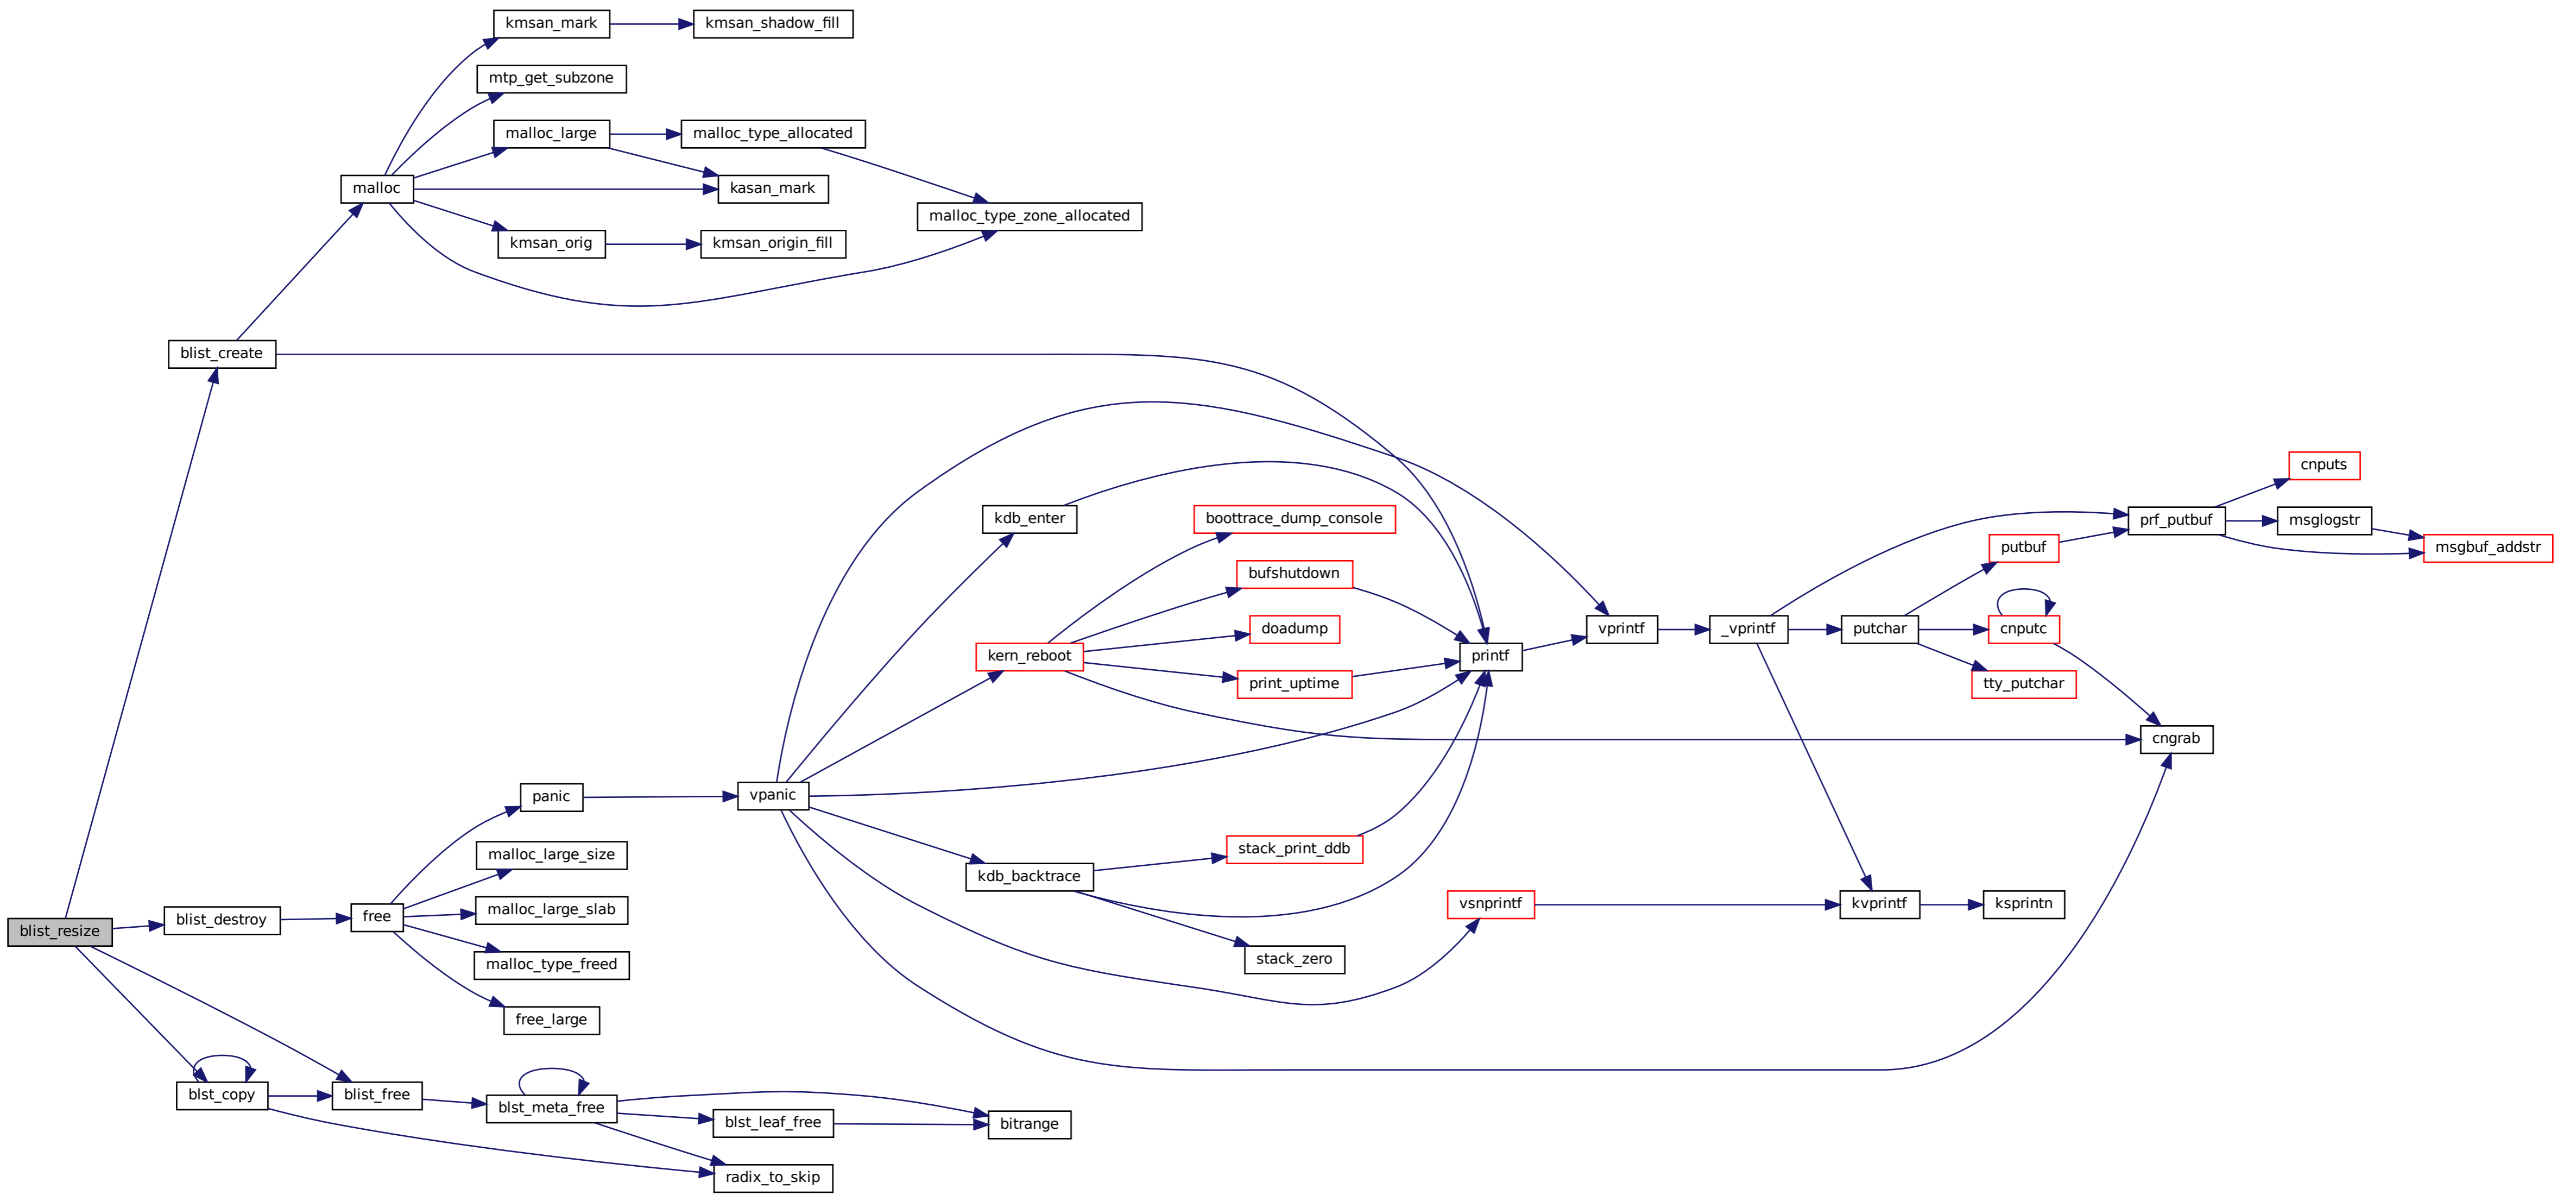 kmsan_mark
kmsan_shadow_fill
mtp_get_subzone
malloc_large
malloc_type_allocated
malloc
kasan_mark
malloc_type_zone_allocated
kmsan_orig
kmsan_origin_fill
blist_create
cnputs
kdb_enter
boottrace_dump_console
prf_putbuf
msglogstr
putbuf
msgbuf_addstr
bufshutdown
doadump
vprintf
_vprintf
putchar
cnputc
kern_reboot
printf
print_uptime
tty_putchar
cngrab
panic
vpanic
malloc_large_size
stack_print_ddb
kdb_backtrace
malloc_large_slab
vsnprintf
kvprintf
ksprintn
blist_resize
blist_destroy
free
malloc_type_freed
stack_zero
free_large
blst_copy
blist_free
blst_meta_free
blst_leaf_free
bitrange
radix_to_skip